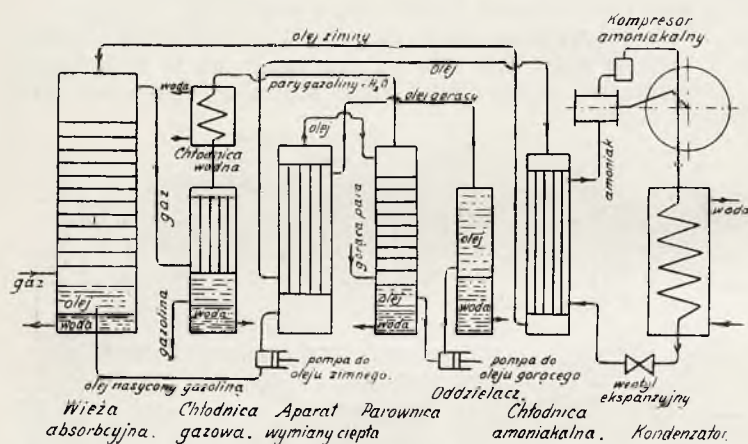 Kompresor
amoniakalny
olej zimny
olej
woda
pary gazoliny-H₂O
olej gorący
olej
Chłodnica
wodna
amoniak
gaz
gorąca para
woda
olej
gaz
olej
olej
woda
gazolina
woda
woda
woda
pompa do
oleju zimnego.
pompa do
oleju gorącego
wentyl
ekspanzyjny
olej nasycony gazoliną
Oddzielacz.
Wieża
absorbcyjna.
Chłodnica
gazowa.
Aparat
wymiany ciepła
Parownica
Chłodnica
amoniakalna.
Kondenzator.